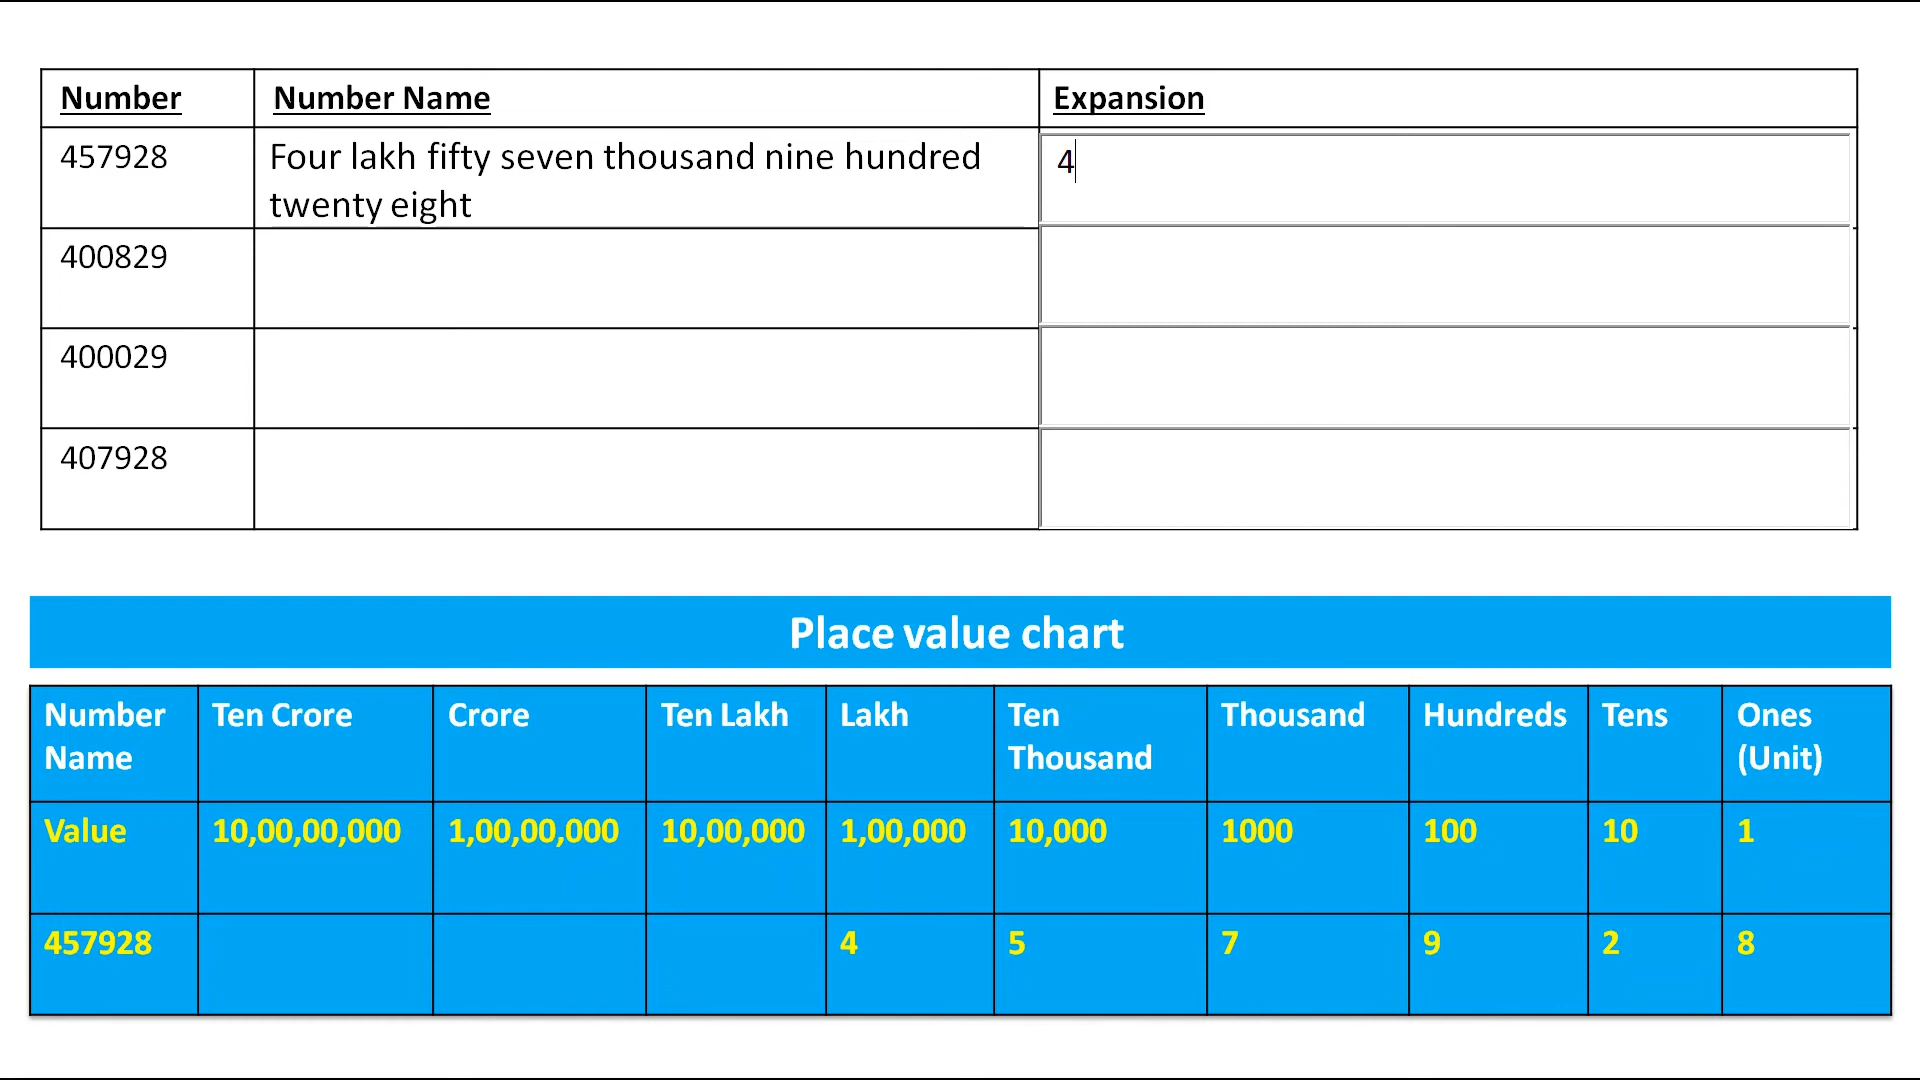 Number Number Name Expansion
457928 Four lakh fifty seven thousand nine hundred 4
twenty eight
400829
400029
407928
Place value chart
Number Ten Crore Crore Ten Lakh Lakh Ten Thousand Hundreds Tens Ones
Name Thousand (Unit)
Value 10,00,00,000 1,00,00,000 10,00,000 1,00,000 10,000 1000 100 10 1
457928 4 5 7 9 2 8